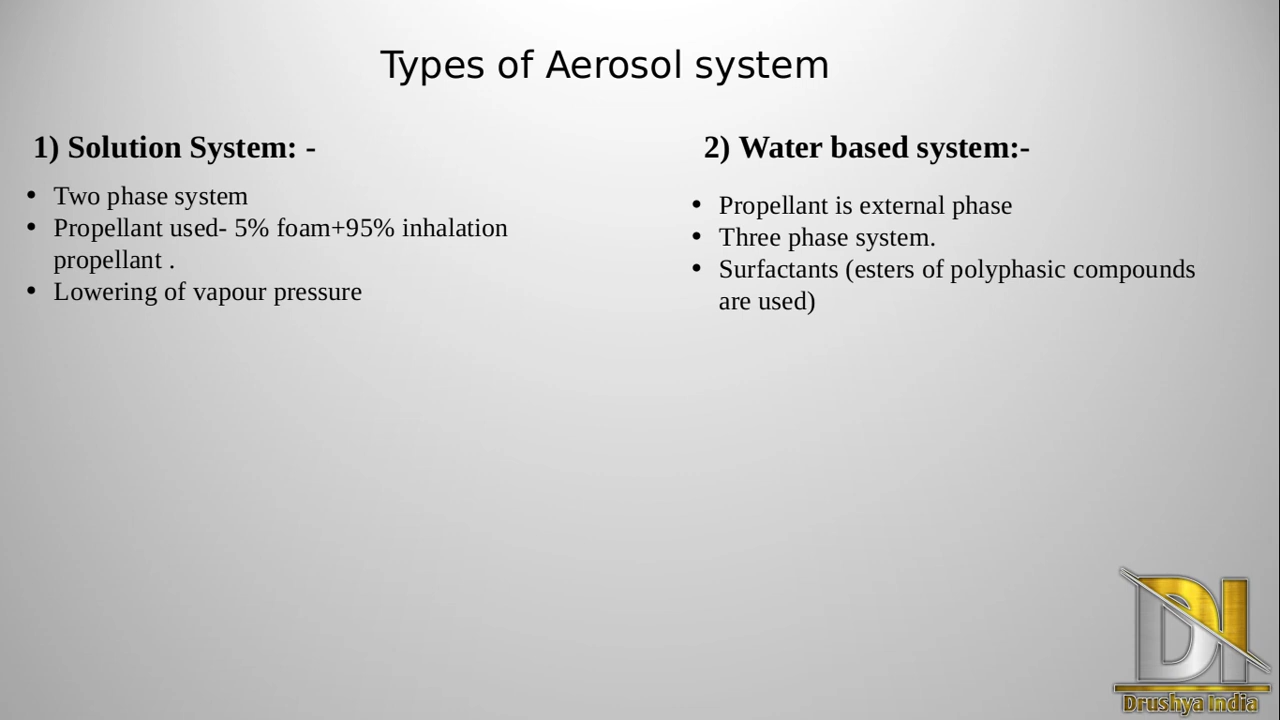 Types of Aerosol system
1) Solution System: -
• Two phase system
• Propellant used- 5% foam+95% inhalation
propellant .
• Lowering of vapour pressure
2) Water based system:-
• Propellant is external phase
• Three phase system.
• Surfactants (esters of polyphasic compounds
are used)
DI
Drushya India